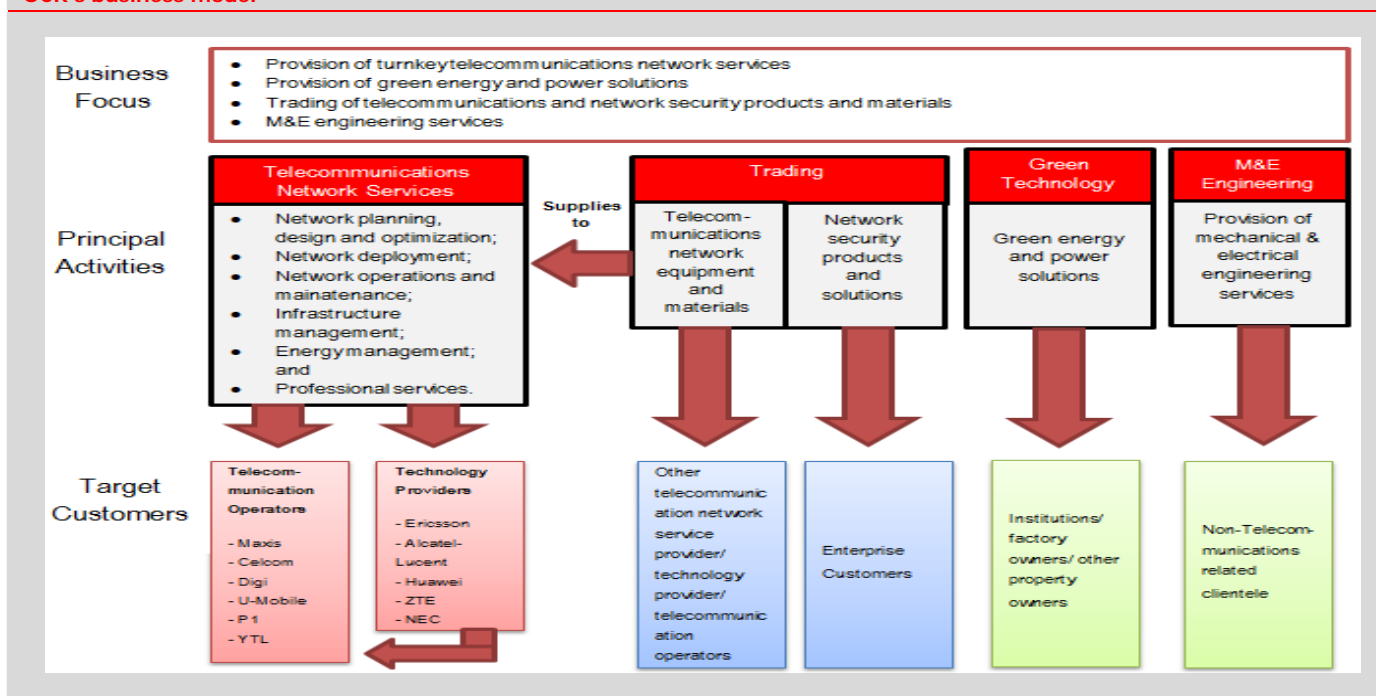 Business
Focus
● Provision of turnkey telecommunications network services
● Provision of green energy and power solutions
● Trading of telecommunications and network security products and materials
● M&E engineering services
Principal
Activities
Telecommunications
Network Services
● Network planning,
design and optimization;
● Network deployment;
● Network operations and
mainatenance;
● Infrastructure
management;
● Energy management;
and
● Professional services.
Supplies
to
Trading
Telecom-
munications
network
equipment
and
materials
Network
security
products
and
solutions
Green
Technology
Green energy
and power
solutions
M&E
Engineering
Provision of
mechanical &
electrical
engineering
services
Target
Customers
Telecom-
munication
Operators
- Maxis
- Celcom
- Digi
- U-Mobile
- P1
- YTL
Technology
Providers
- Ericsson
- Alcatel-
Lucent
- Huawei
- ZTE
- NEC
Other
telecommunic
ation network
service
provider/
technology
provider/
telecommunic
ation
operators
Enterprise
Customers
Institutions/
factory
owners/ other
property
owners
Non-Telecom-
munications
related
clientele